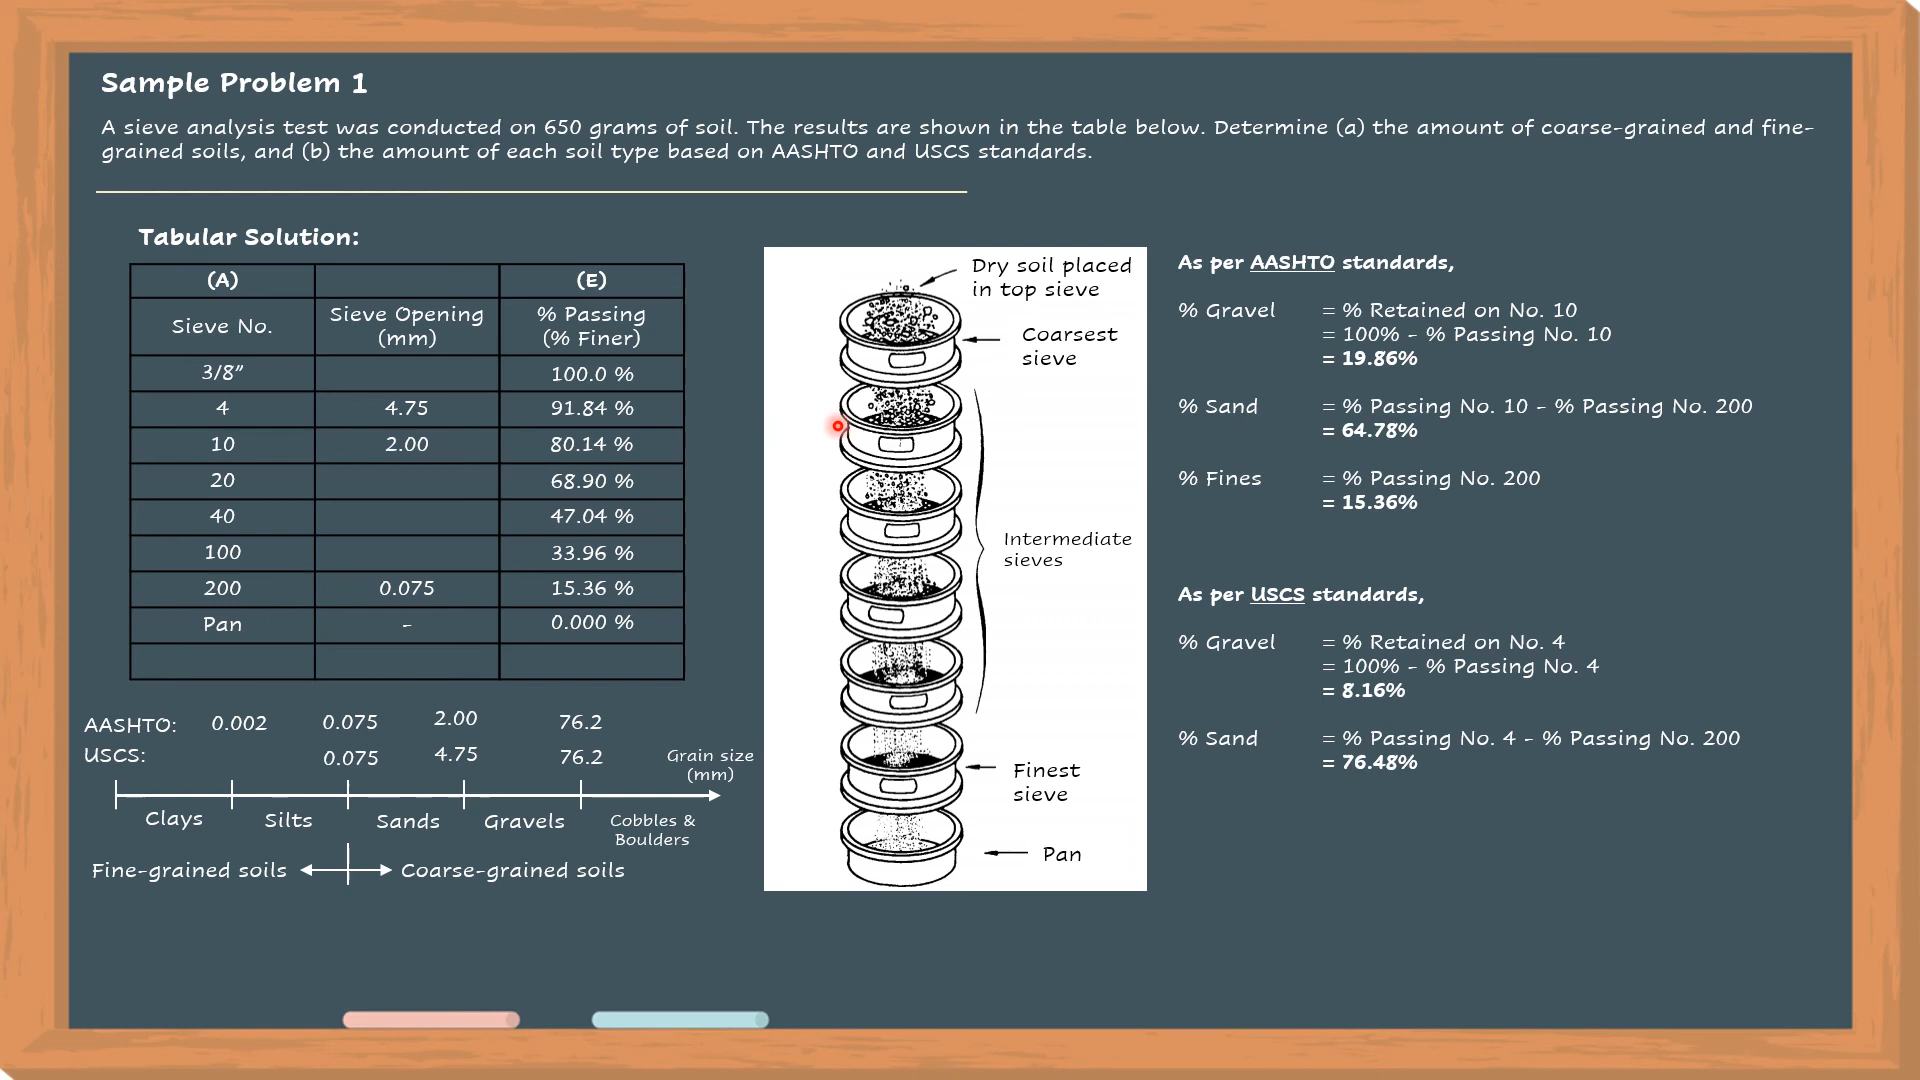 Sample Problem 1
A sieve analysis test was conducted on 650 grams of soil. The results are shown in the table below. Determine (a) the amount of coarse-grained and fine-
grained soils, and (b) the amount of each soil type based on AASHTO and USCS standards.
Tabular Solution:
(A) (E)
Sieve No. Sieve Opening (mm) % Passing (% Finer)
3/8" 100.0 %
4 4.75 91.84 %
10 2.00 80.14 %
20 68.90 %
40 47.04 %
100 33.96 %
200 0.075 15.36 %
Pan - 0.000 %
AASHTO: 0.002 0.075 2.00 76.2
USCS: 0.075 4.75 76.2
Grain size
(mm)
Clays Silts Sands Gravels Cobbles &
Boulders
Fine-grained soils Coarse-grained soils
Dry soil placed
in top sieve
Coarsest
sieve
Intermediate
sieves
Finest
sieve
Pan
As per AASHTO standards,
% Gravel = % Retained on No. 10
= 100% - % Passing No. 10
= 19.86%
% Sand = % Passing No. 10 - % Passing No. 200
= 64.78%
% Fines = % Passing No. 200
= 15.36%
As per USCS standards,
% Gravel = % Retained on No. 4
= 100% - % Passing No. 4
= 8.16%
% Sand = % Passing No. 4 - % Passing No. 200
= 76.48%